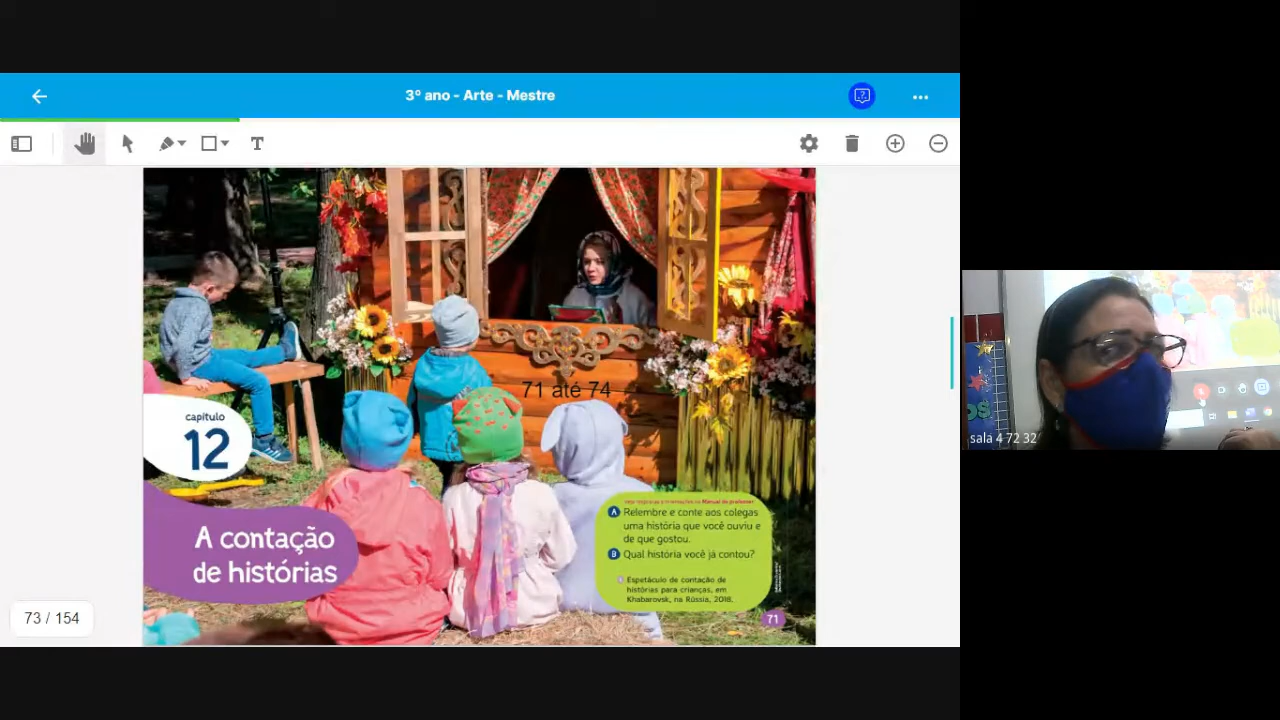 3º ano - Arte - Mestre
71 até 74
capítulo
12
A contação
de histórias
A Relembre e conte aos colegas
uma história que você ouviu e
de que gostou.
B Qual história você já contou?
Espetáculo de contação de
histórias para crianças, em
Khabarovsk, na Rússia, 2018.
71
73 / 154
sala 4 72 32